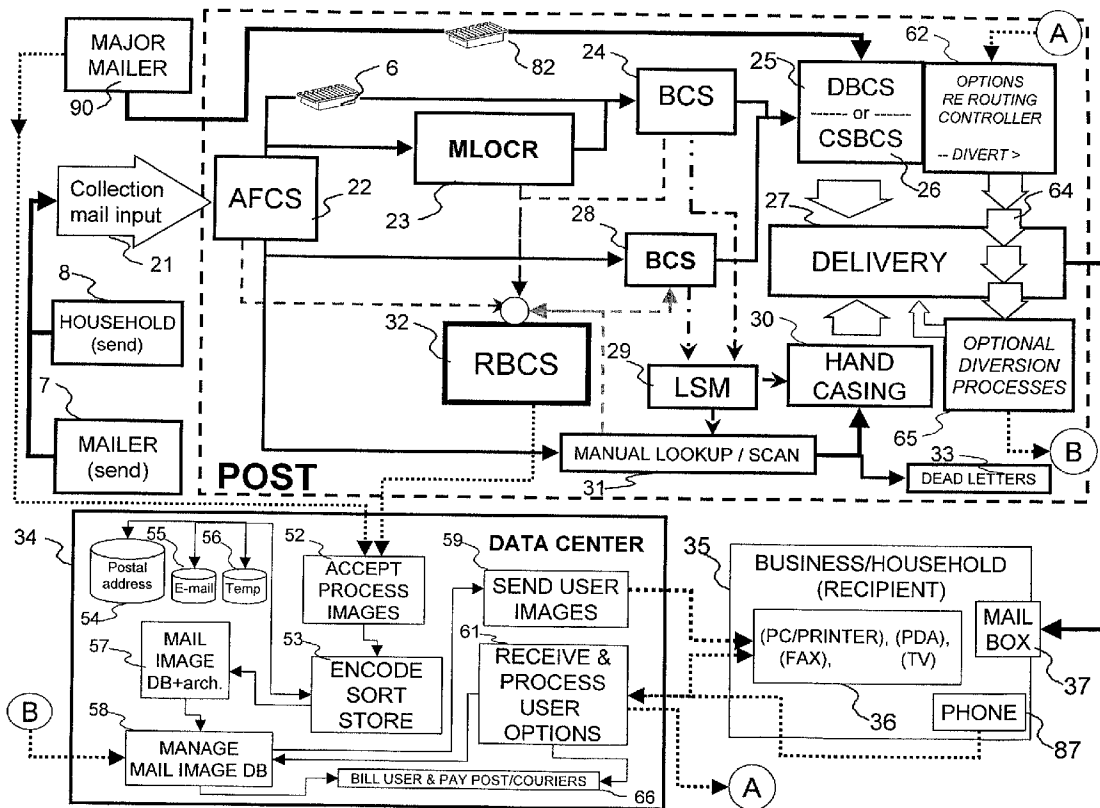 MAJOR
MAILER
90
82
6
24
BCS
25
DBCS
or
CSBCS
26
62
A
OPTIONS
RE ROUTING
CONTROLLER
-- DIVERT >
Collection
mail input
21
AFCS
22
MLOCR
23
28
BCS
27
64
DELIVERY
8
HOUSEHOLD
(send)
7
MAILER
(send)
32
RBCS
29
LSM
30
HAND
CASING
OPTIONAL
DIVERSION
PROCESSES
65
B
POST
MANUAL LOOKUP / SCAN
31
33
DEAD LETTERS
34
DATA CENTER
Postal
address
54
55
E-mail
56
Temp
52
ACCEPT
PROCESS
IMAGES
59
SEND USER
IMAGES
57
MAIL
IMAGE
DB+arch.
53
ENCODE
SORT
STORE
61
RECEIVE &
PROCESS
USER
OPTIONS
B
58
MANAGE
MAIL IMAGE DB
BILL USER & PAY POST/COURIERS
66
A
35
BUSINESS/HOUSEHOLD
(RECIPIENT)
(PC/PRINTER), (PDA),
(FAX), (TV)
36
MAIL
BOX
37
PHONE
87